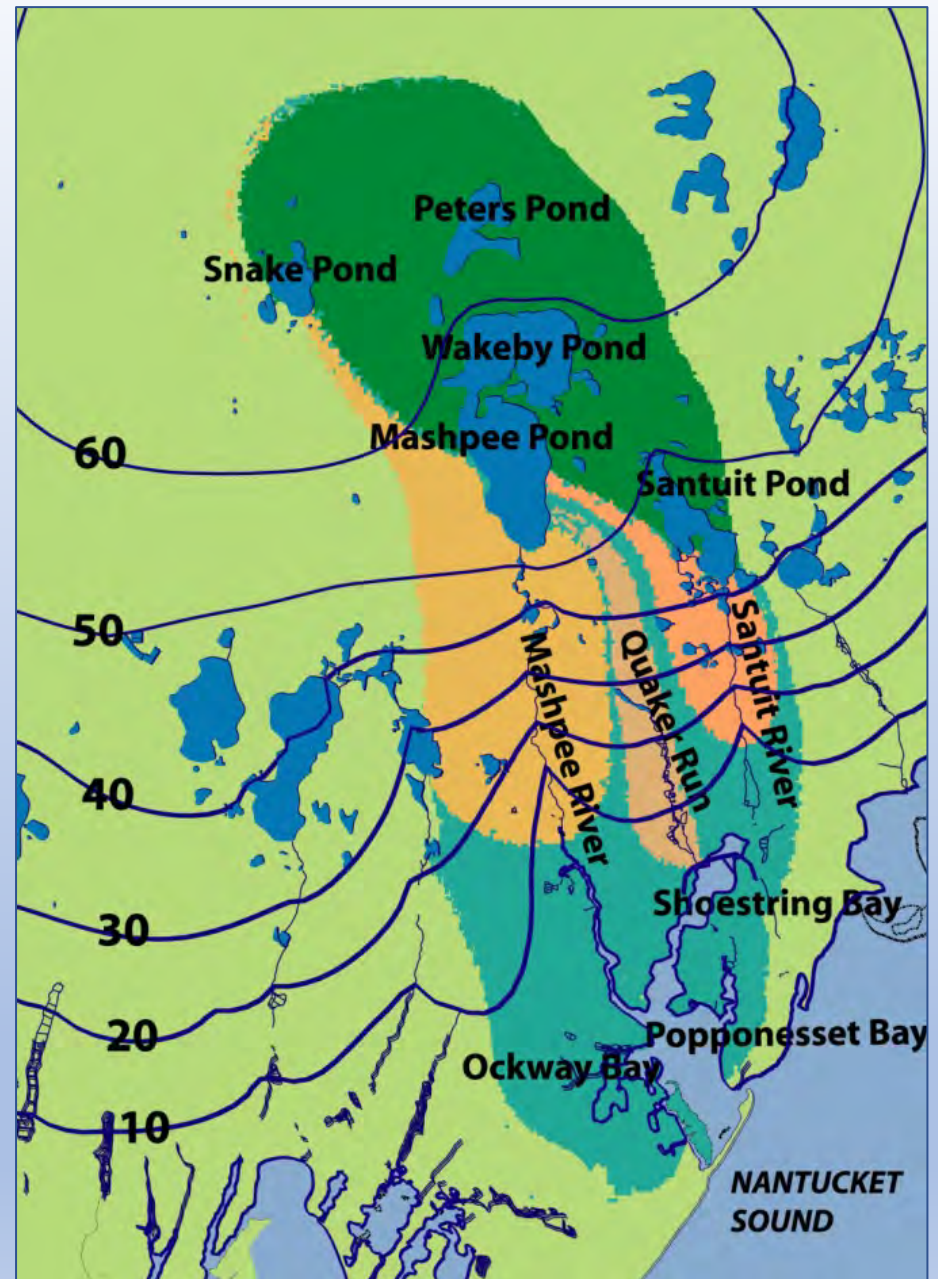 Peters Pond
Snake Pond
Wakeby Pond
Mashpee Pond
60
Santuit Pond
50
Santuit River
Quaker Run
Mashpee River
40
Shoestring Bay
30
20
Popponesset Bay
Ockway Bay
10
NANTUCKET
SOUND